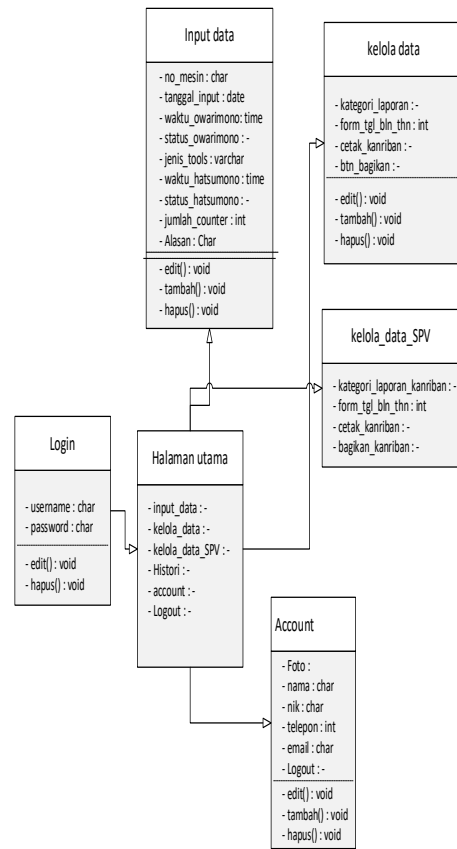 Input data
- no_mesin : char
- tanggal_input : date
- waktu_owarimono: time
- status_owarimono : -
- jenis_tools : varchar
- waktu_hatsumono : time
- status_hatsumono : -
- jumlah_counter : int
- Alasan : Char
- edit() : void
- tambah() : void
- hapus() : void
kelola data
- kategori_laporan : -
- form_tgl_bln_thn : int
- cetak_kanriban : -
- btn_bagikan : -
- edit() : void
- tambah() : void
- hapus() : void
kelola_data_SPV
- kategori_laporan_kanriban : -
- form_tgl_bln_thn : int
- cetak_kanriban : -
- bagikan_kanriban : -
Login
- username : char
- password : char
- edit() : void
- hapus() : void
Halaman utama
- input_data : -
- kelola_data : -
- kelola_data_SPV : -
- Histori : -
- account : -
- Logout : -
Account
- Foto :
- nama : char
- nik : char
- telepon : int
- email : char
- Logout : -
- edit() : void
- tambah() : void
- hapus() : void